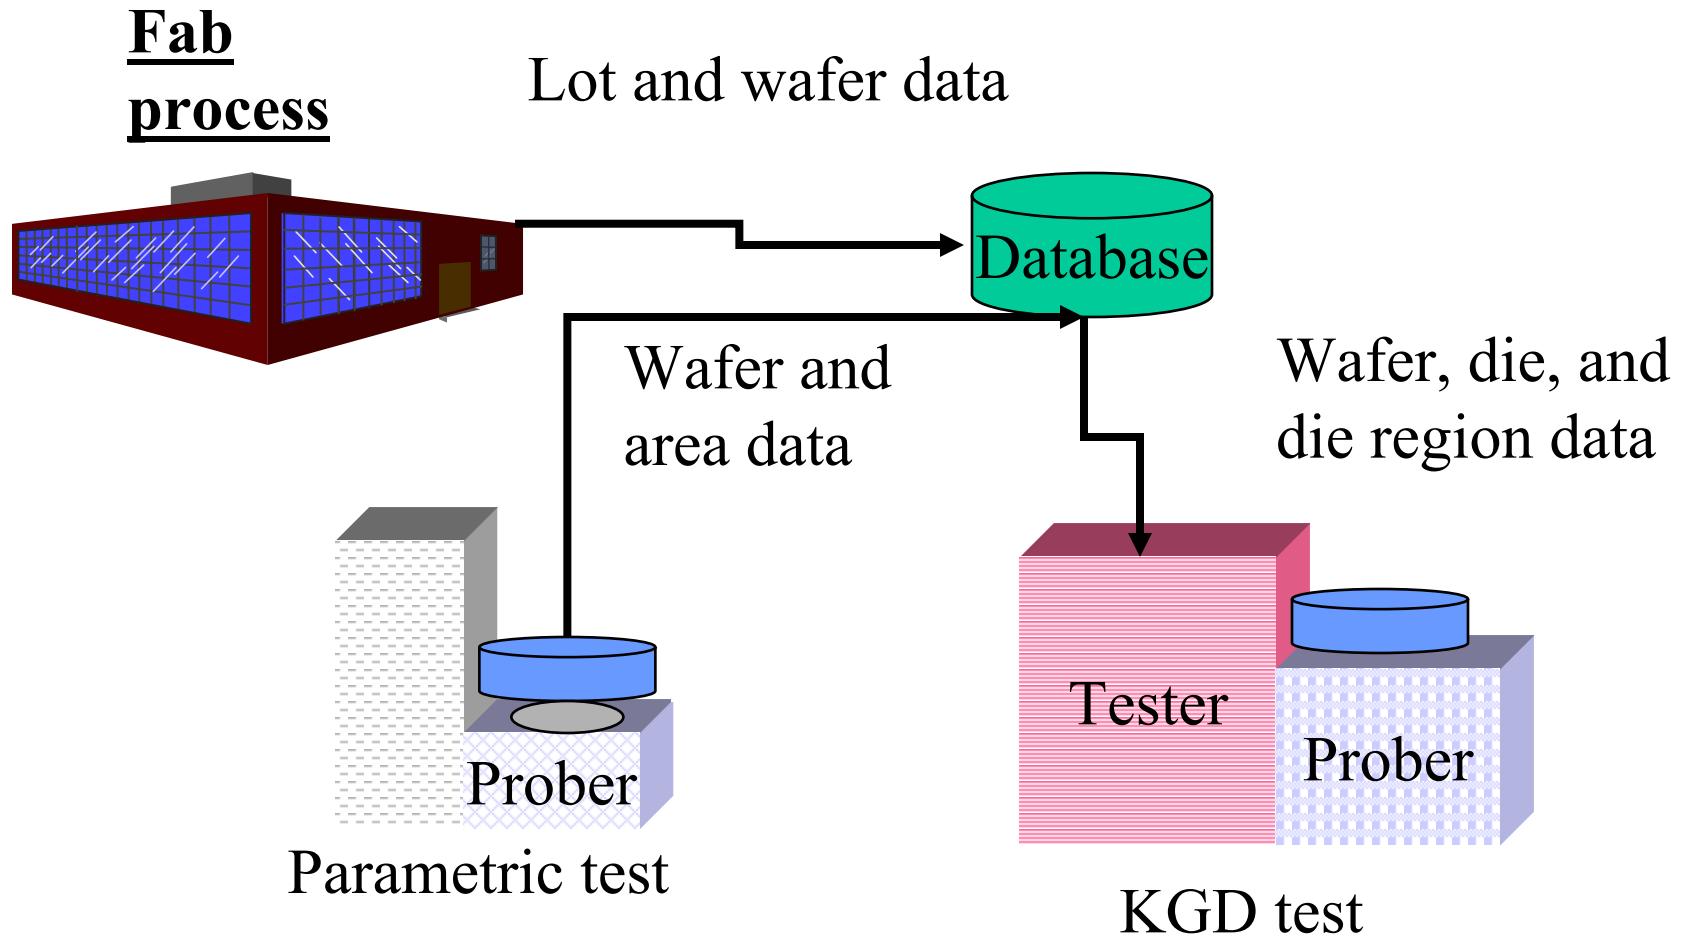 Fab
process
Lot and wafer data
Database
Wafer and
area data
Wafer, die, and
die region data
Tester
Prober
Prober
Parametric test
KGD test